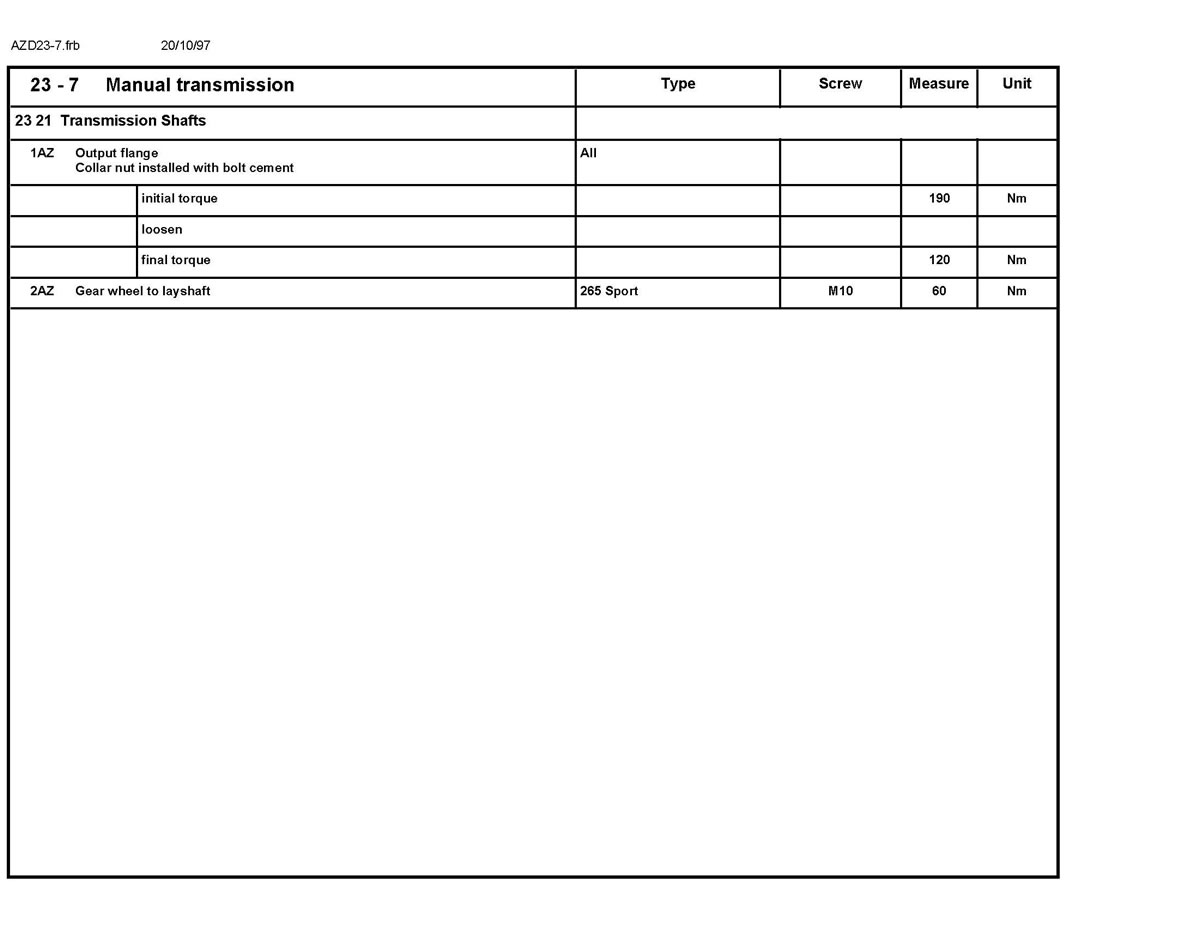 AZD23-7.frb 20/10/97
23 - 7 Manual transmission Type Screw Measure Unit
23 21 Transmission Shafts
1AZ Output flange All
Collar nut installed with bolt cement
initial torque 190 Nm
loosen
final torque 120 Nm
2AZ Gear wheel to layshaft 265 Sport M10 60 Nm